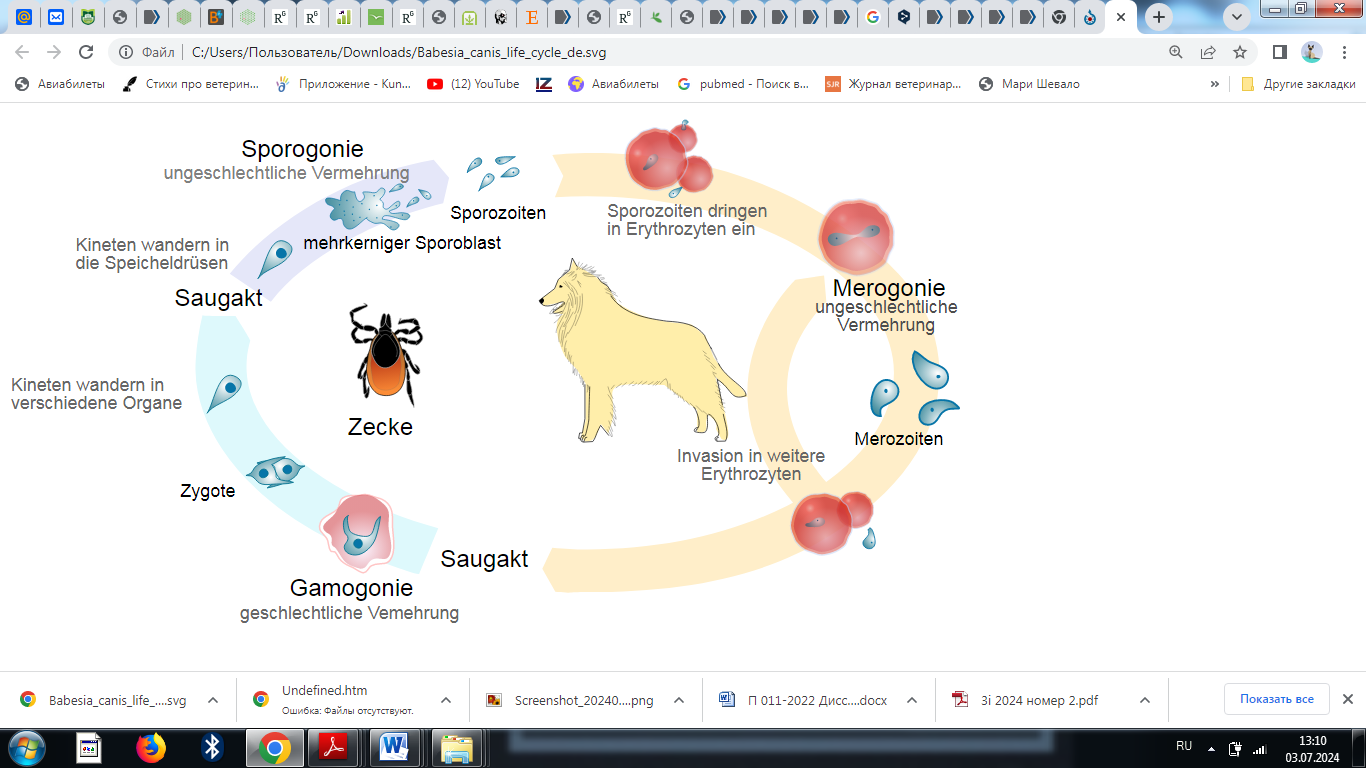 Файл
C:/Users/Пользователь/Downloads/Babesia_canis_life_cycle_de.svg
Авиабилеты
Стихи про ветерин...
Приложение - Kun...
(12) YouTube
IZ
Авиабилеты
pubmed - Поиск в...
SJR
Журнал ветеринар...
Мари Шевало
»
Другие закладки
Sporogonie
ungeschlechtliche Vermehrung
Sporozoiten
mehrkerniger Sporoblast
Kineten wandern in
die Speicheldrüsen
Saugakt
Kineten wandern in
verschiedene Organe
Zecke
Zygote
Gamogonie
geschlechtliche Vemehrung
Saugakt
Sporozoiten dringen
in Erythrozyten ein
Merogonie
ungeschlechtliche
Vermehrung
Merozoiten
Invasion in weitere
Erythrozyten
Babesia_canis_life_....svg
Undefined.htm
Ошибка: Файлы отсутствуют.
Screenshot_20240....png
П 011-2022 Дисс....docx
Зі 2024 номер 2.pdf
Показать все
RU
13:10
03.07.2024